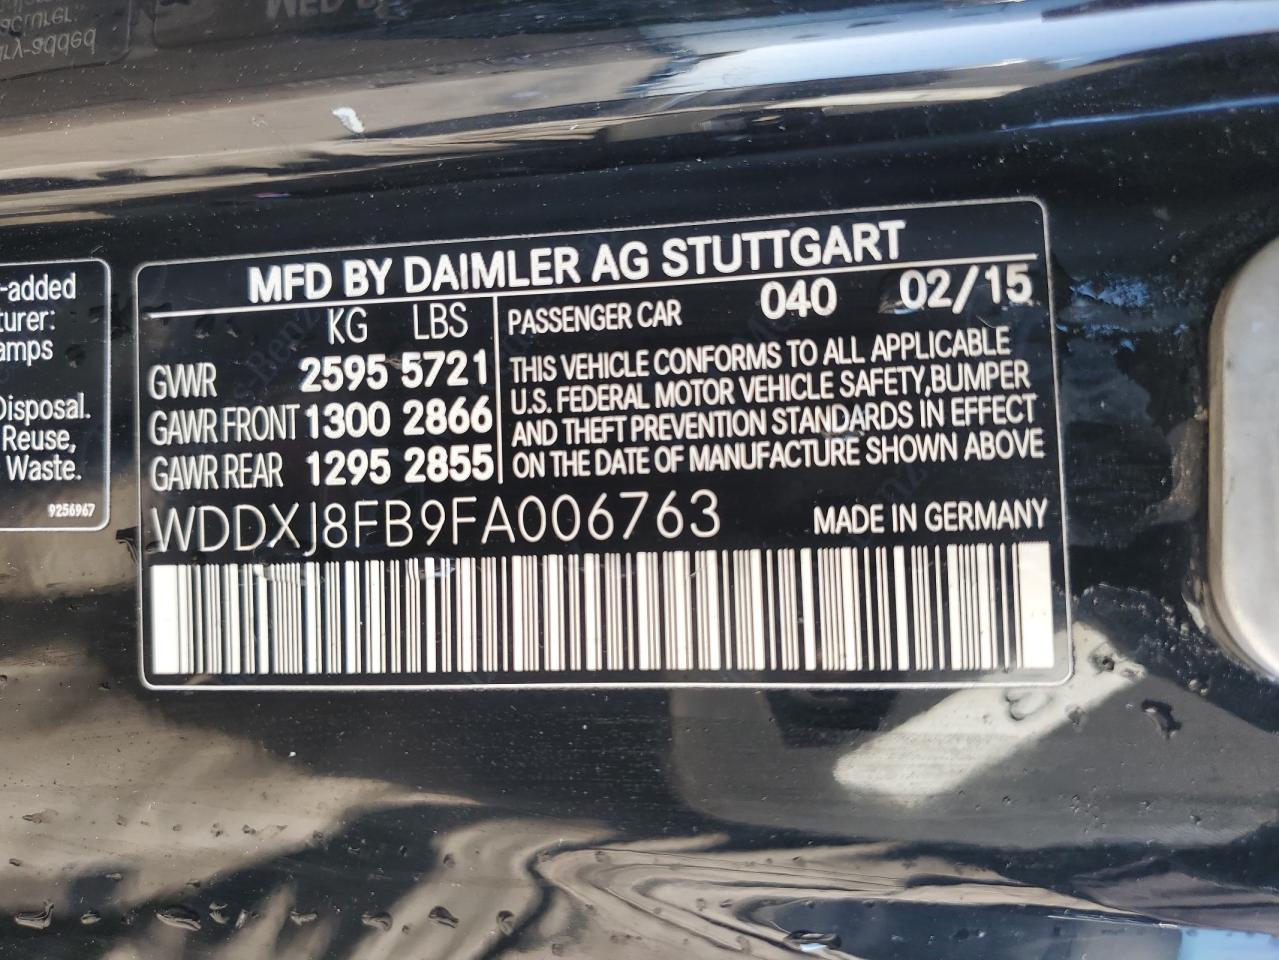 -added
turer:
amps
Disposal.
Reuse,
Waste.
9256967
MFD BY DAIMLER AG STUTTGART
KG LBS
GVWR 2595 5721
GAWR FRONT 1300 2866
GAWR REAR 1295 2855
PASSENGER CAR 040 02/15
THIS VEHICLE CONFORMS TO ALL APPLICABLE
U.S. FEDERAL MOTOR VEHICLE SAFETY,BUMPER
AND THEFT PREVENTION STANDARDS IN EFFECT
ON THE DATE OF MANUFACTURE SHOWN ABOVE
WDDXJ8FB9FA006763
MADE IN GERMANY